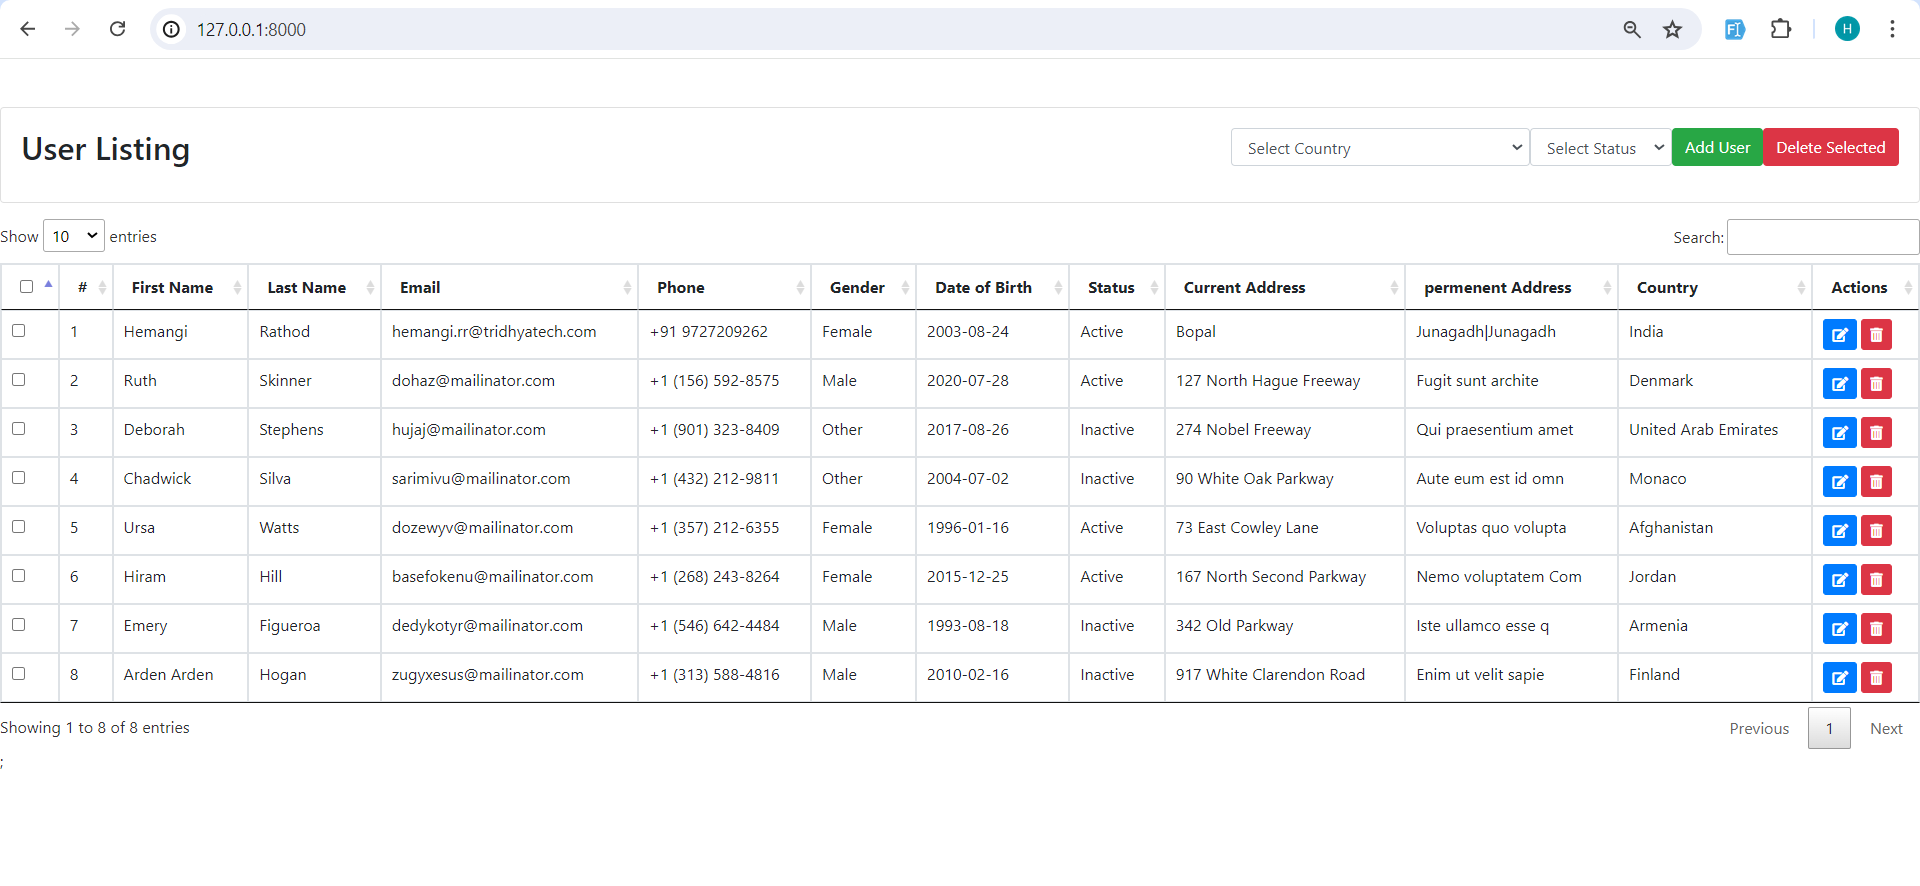 127.0.0.1:8000
H
User Listing
Select Country Select Status Add User Delete Selected
Show 10 entries Search:
# First Name Last Name Email Phone Gender Date of Birth Status Current Address permenent Address Country Actions
1 Hemangi Rathod hemangi.rr@tridhyatech.com +91 9727209262 Female 2003-08-24 Active Bopal Junagadh|Junagadh India
2 Ruth Skinner dohaz@mailinator.com +1 (156) 592-8575 Male 2020-07-28 Active 127 North Hague Freeway Fugit sunt archite Denmark
3 Deborah Stephens hujaj@mailinator.com +1 (901) 323-8409 Other 2017-08-26 Inactive 274 Nobel Freeway Qui praesentium amet United Arab Emirates
4 Chadwick Silva sarimivu@mailinator.com +1 (432) 212-9811 Other 2004-07-02 Inactive 90 White Oak Parkway Aute eum est id omn Monaco
5 Ursa Watts dozewyv@mailinator.com +1 (357) 212-6355 Female 1996-01-16 Active 73 East Cowley Lane Voluptas quo volupta Afghanistan
6 Hiram Hill basefokenu@mailinator.com +1 (268) 243-8264 Female 2015-12-25 Active 167 North Second Parkway Nemo voluptatem Com Jordan
7 Emery Figueroa dedykotyr@mailinator.com +1 (546) 642-4484 Male 1993-08-18 Inactive 342 Old Parkway Iste ullamco esse q Armenia
8 Arden Arden Hogan zugyxesus@mailinator.com +1 (313) 588-4816 Male 2010-02-16 Inactive 917 White Clarendon Road Enim ut velit sapie Finland
Showing 1 to 8 of 8 entries Previous 1 Next
;